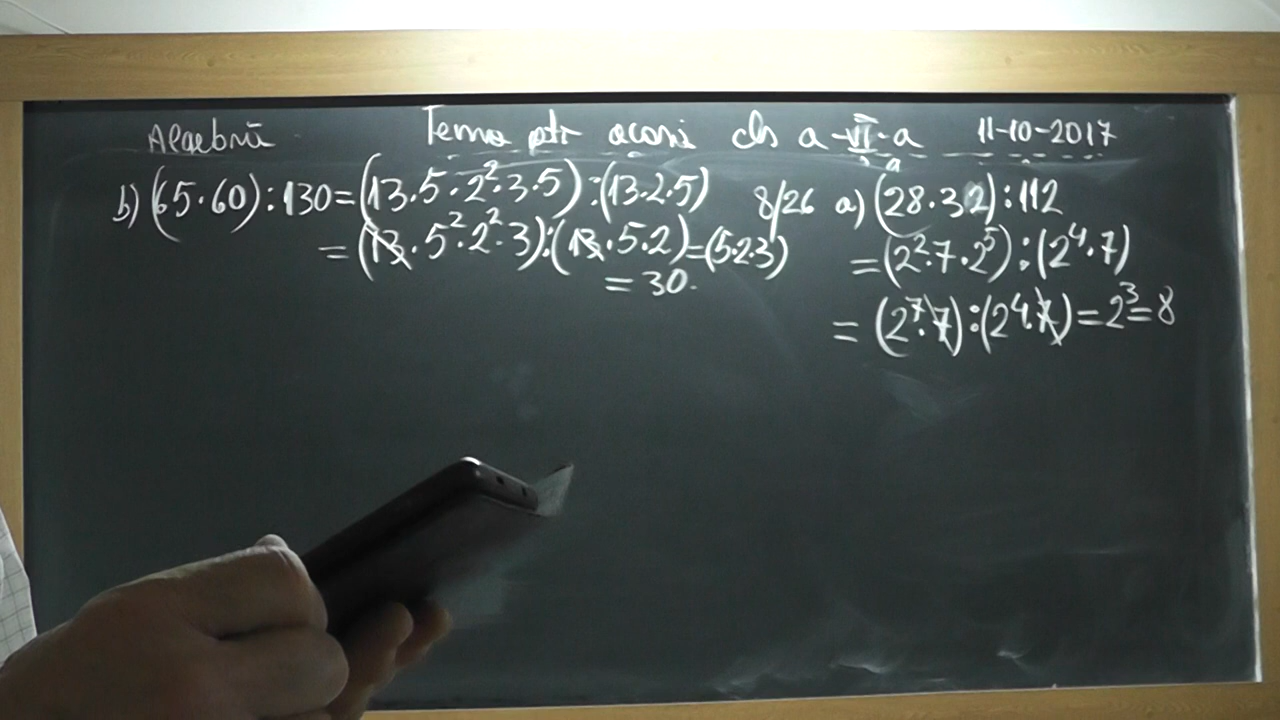 Algebră Tema ptr acasă cls a-VI-a 11-10-2017
b) (65·60):130=(13·5·2²·3·5):(13·2·5)
=(13·5²·2²·3):(13·5·2)=(5·2·3)
=30.
8/26 a) (28·32):112
=(2²·7·2⁵):(2⁴·7)
=(2⁷·7):(2⁴·7)=2³=8